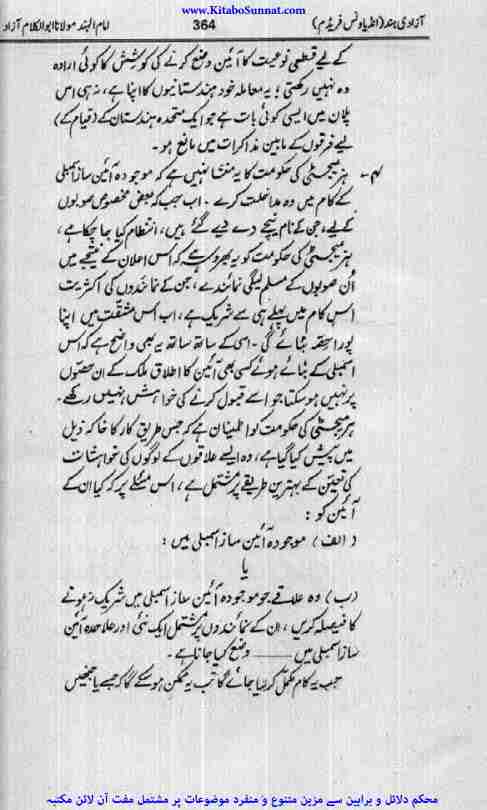 www.KitaboSunnat.com
آزادی ہند (انڈیا ونس فریڈم) 364 امام الہند مولانا ابوالکلام آزاد
کے لیے قطعی نوعیت کا آئین وضع کرنے کی کوشش کا کوئی ارادہ
وہ نہیں رکھتی؛ یہ معاملہ خود ہندستانیوں کا اپنا ہے، نہ ہی اس
پلان میں ایسی کوئی بات ہے جو ایک متحدہ ہندستان کے (قیام کے)
لیے فرقوں کے مابین مذاکرات میں مانع ہو۔
۴۔ ہز میجسٹی کی حکومت کا یہ منشا نہیں ہے کہ موجودہ آئین ساز اسمبلی
کے کام میں وہ مداخلت کرے۔ اب جب کہ بعض مخصوص صوبوں
کے لیے، جن کے نام نیچے دے دیے گئے ہیں، انتظام کیا جا چکا ہے،
ہز میجسٹی کی حکومت کو یہ بھروسہ ہے کہ اس اعلان کے نتیجے میں
اُن صوبوں کے مسلم لیگی نمائندے، جن کے نمائندوں کی اکثریت
اس کام میں پہلے ہی سے شریک ہے، اب اس مشقت میں اپنا
پورا حصّہ بٹائے گی۔ اسی کے ساتھ ساتھ یہ بھی واضح ہے کہ اس
اسمبلی کے بنائے ہوئے کسی بھی آئین کا اطلاق ملک کے ان حصّوں
پر نہیں ہو سکتا جو اسے قبول کرنے کی خواہش نہیں رکھتے۔
ہز میجسٹی کی حکومت کو اطمینان ہے کہ جس طریقِ کار کا خاکہ ذیل
میں پیش کیا گیا ہے، وہ ایسے علاقوں کے لوگوں کی خواہشات
کی تعیین کے بہترین طریقے پر مشتمل ہے، اس مسئلے پر کہ کیا ان کے
آئین کو:
(الف) موجودہ آئین ساز اسمبلی میں:
یا
(ب) وہ علاقے جو موجودہ آئین ساز اسمبلی میں شریک نہ ہونے
کا فیصلہ کریں، ان کے نمائندوں پر مشتمل ایک نئی اور علاحدہ آئین
ساز اسمبلی میں ــــــــ وضع کیا جانا ہے۔
جب یہ کام مکمل کر لیا جائے گا تب یہ ممکن ہو سکے گا کہ جسے یا جنھیں
محکم دلائل و براہین سے مزین متنوع و منفرد موضوعات پر مشتمل مفت آن لائن مکتبہ